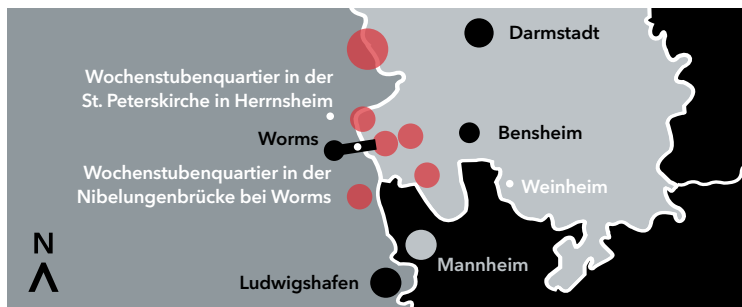 Darmstadt
Wochenstubenquartier in der
St. Peterskirche in Herrnsheim
Worms
Bensheim
Wochenstubenquartier in der
Nibelungenbrücke bei Worms
Weinheim
N
Mannheim
Ludwigshafen